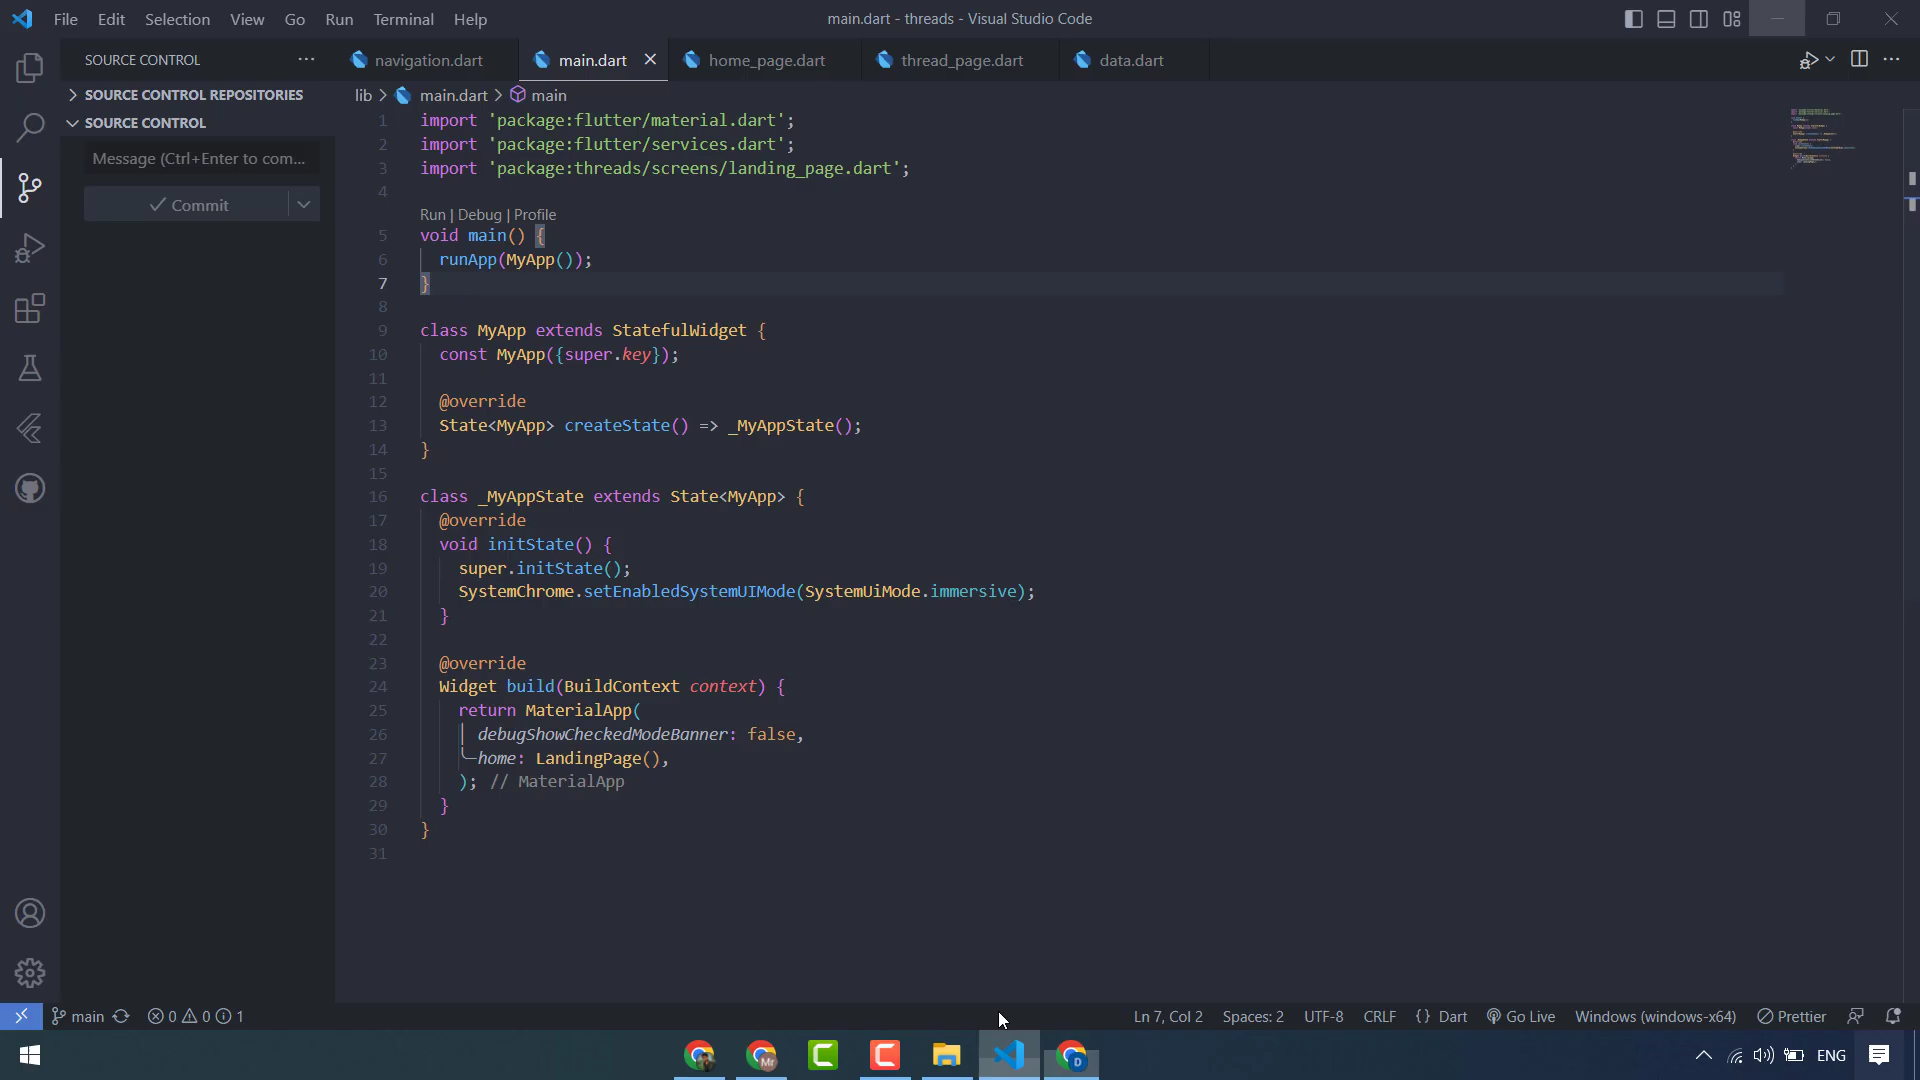 File Edit Selection View Go Run Terminal Help
main.dart - threads - Visual Studio Code
SOURCE CONTROL
navigation.dart
main.dart
home_page.dart
thread_page.dart
data.dart
SOURCE CONTROL REPOSITORIES
SOURCE CONTROL
Message (Ctrl+Enter to com...
Commit
lib > main.dart > main
1 import 'package:flutter/material.dart';
2 import 'package:flutter/services.dart';
3 import 'package:threads/screens/landing_page.dart';
4
Run | Debug | Profile
5 void main() {
6 runApp(MyApp());
7 }
8
9 class MyApp extends StatefulWidget {
10 const MyApp({super.key});
11
12 @override
13 State<MyApp> createState() => _MyAppState();
14 }
15
16 class _MyAppState extends State<MyApp> {
17 @override
18 void initState() {
19 super.initState();
20 SystemChrome.setEnabledSystemUIMode(SystemUiMode.immersive);
21 }
22
23 @override
24 Widget build(BuildContext context) {
25 return MaterialApp(
26 debugShowCheckedModeBanner: false,
27 home: LandingPage(),
28 ); // MaterialApp
29 }
30 }
31
main
0 0 1
Ln 7, Col 2
Spaces: 2
UTF-8
CRLF
{} Dart
Go Live
Windows (windows-x64)
Prettier
Mr
D
ENG